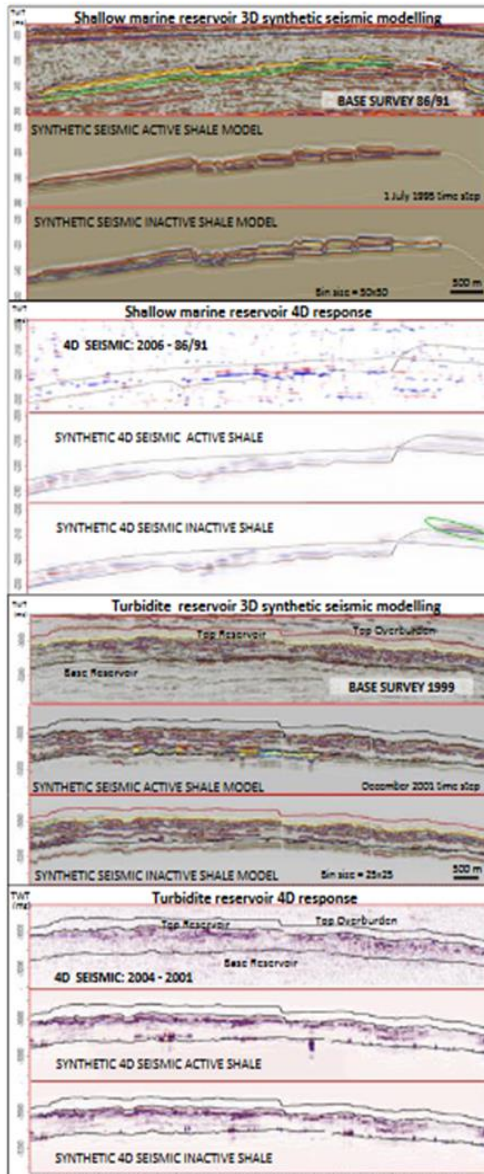 Shallow marine reservoir 3D synthetic seismic modelling
TWT
(ms)
BASE SURVEY 86/91
SYNTHETIC SEISMIC ACTIVE SHALE MODEL
1 July 1995 time step
SYNTHETIC SEISMIC INACTIVE SHALE MODEL
Bin size = 50x50
500 m
Shallow marine reservoir 4D response
TWT
4D SEISMIC: 2006 - 86/91
SYNTHETIC 4D SEISMIC ACTIVE SHALE
SYNTHETIC 4D SEISMIC INACTIVE SHALE
Turbidite reservoir 3D synthetic seismic modelling
TWT
(ms)
Top Reservoir
Top Overburden
Base Reservoir
BASE SURVEY 1999
SYNTHETIC SEISMIC ACTIVE SHALE MODEL
December 2001 time step
SYNTHETIC SEISMIC INACTIVE SHALE MODEL
Bin size = 25x25
500 m
Turbidite reservoir 4D response
TWT
(ms)
Top Reservoir
Top Overburden
Base Reservoir
4D SEISMIC: 2004 - 2001
SYNTHETIC 4D SEISMIC ACTIVE SHALE
SYNTHETIC 4D SEISMIC INACTIVE SHALE